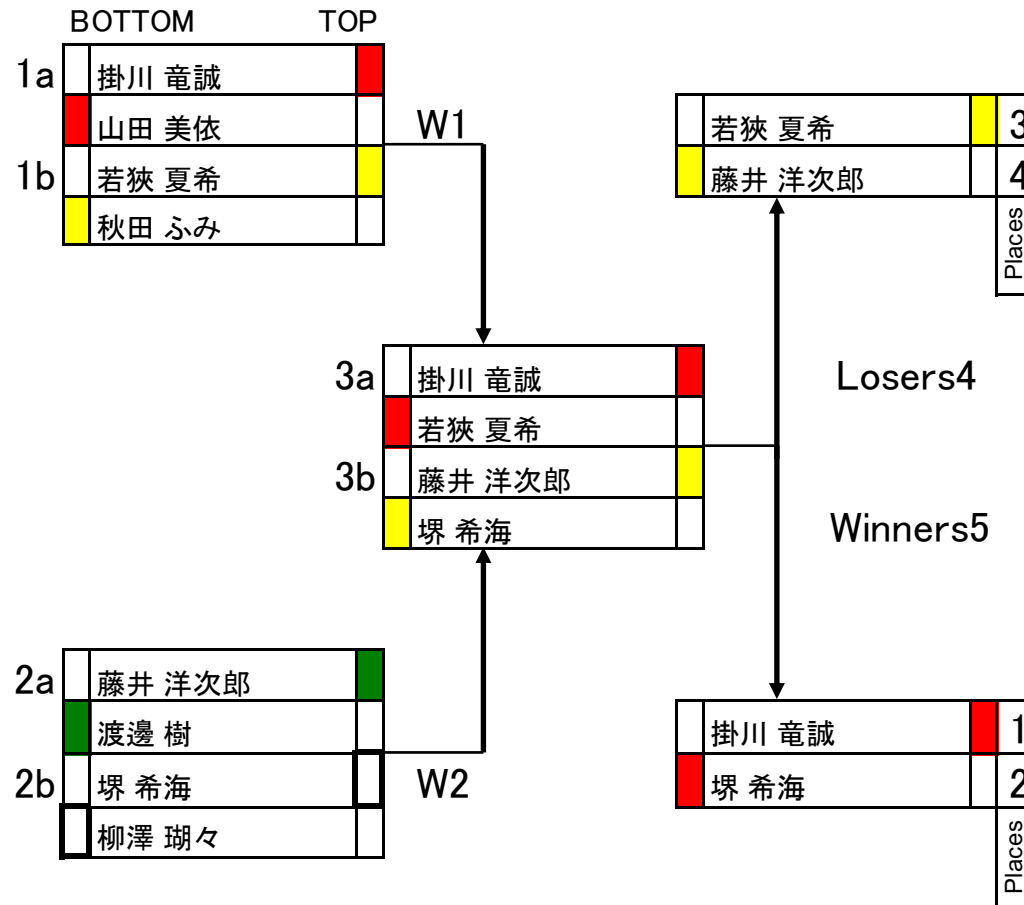 BOTTOM TOP
1a 掛川 竜誠
山田 美依
W1
1b 若狹 夏希
秋田 ふみ
若狹 夏希 3
藤井 洋次郎 4
Places
3a 掛川 竜誠
若狹 夏希
3b 藤井 洋次郎
堺 希海
Losers4
Winners5
2a 藤井 洋次郎
渡邊 樹
2b 堺 希海
W2
柳澤 瑚々
掛川 竜誠 1
堺 希海 2
Places